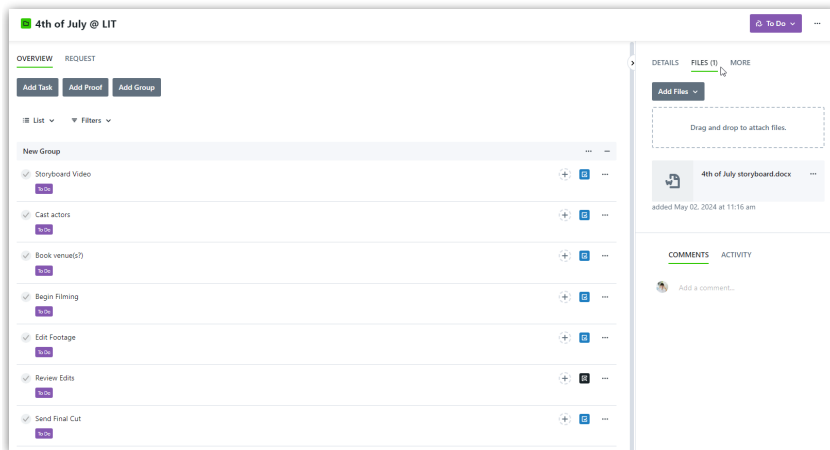 4th of July @ LIT
To Do
OVERVIEW REQUEST
Add Task Add Proof Add Group
List Filters
New Group
Storyboard Video
To Do
Cast actors
To Do
Book venue(s?)
To Do
Begin Filming
To Do
Edit Footage
To Do
Review Edits
To Do
Send Final Cut
To Do
DETAILS FILES (1) MORE
Add Files
Drag and drop to attach files.
4th of July storyboard.docx
added May 02, 2024 at 11:16 am
COMMENTS ACTIVITY
Add a comment...